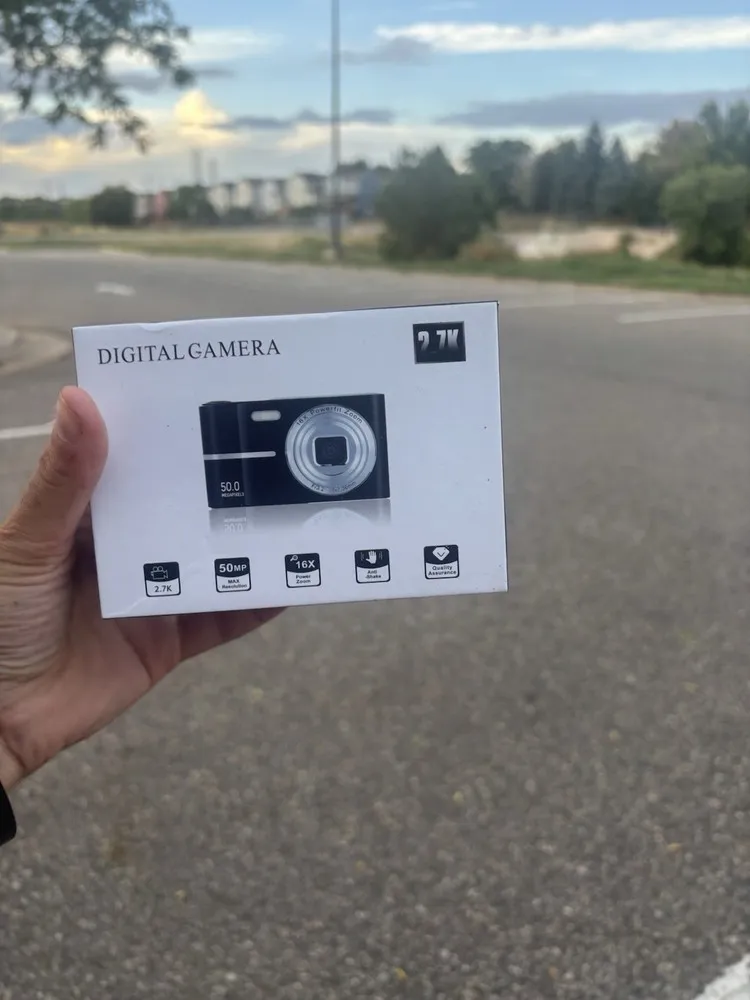 DIGITAL CAMERA
2.7K
16X Powerfit Zoom
50.0
MEGAPIXELS
2.7K
50MP
MAX
Resolution
16X
Power
Zoom
Anti
-Shake
Quality
Assurance